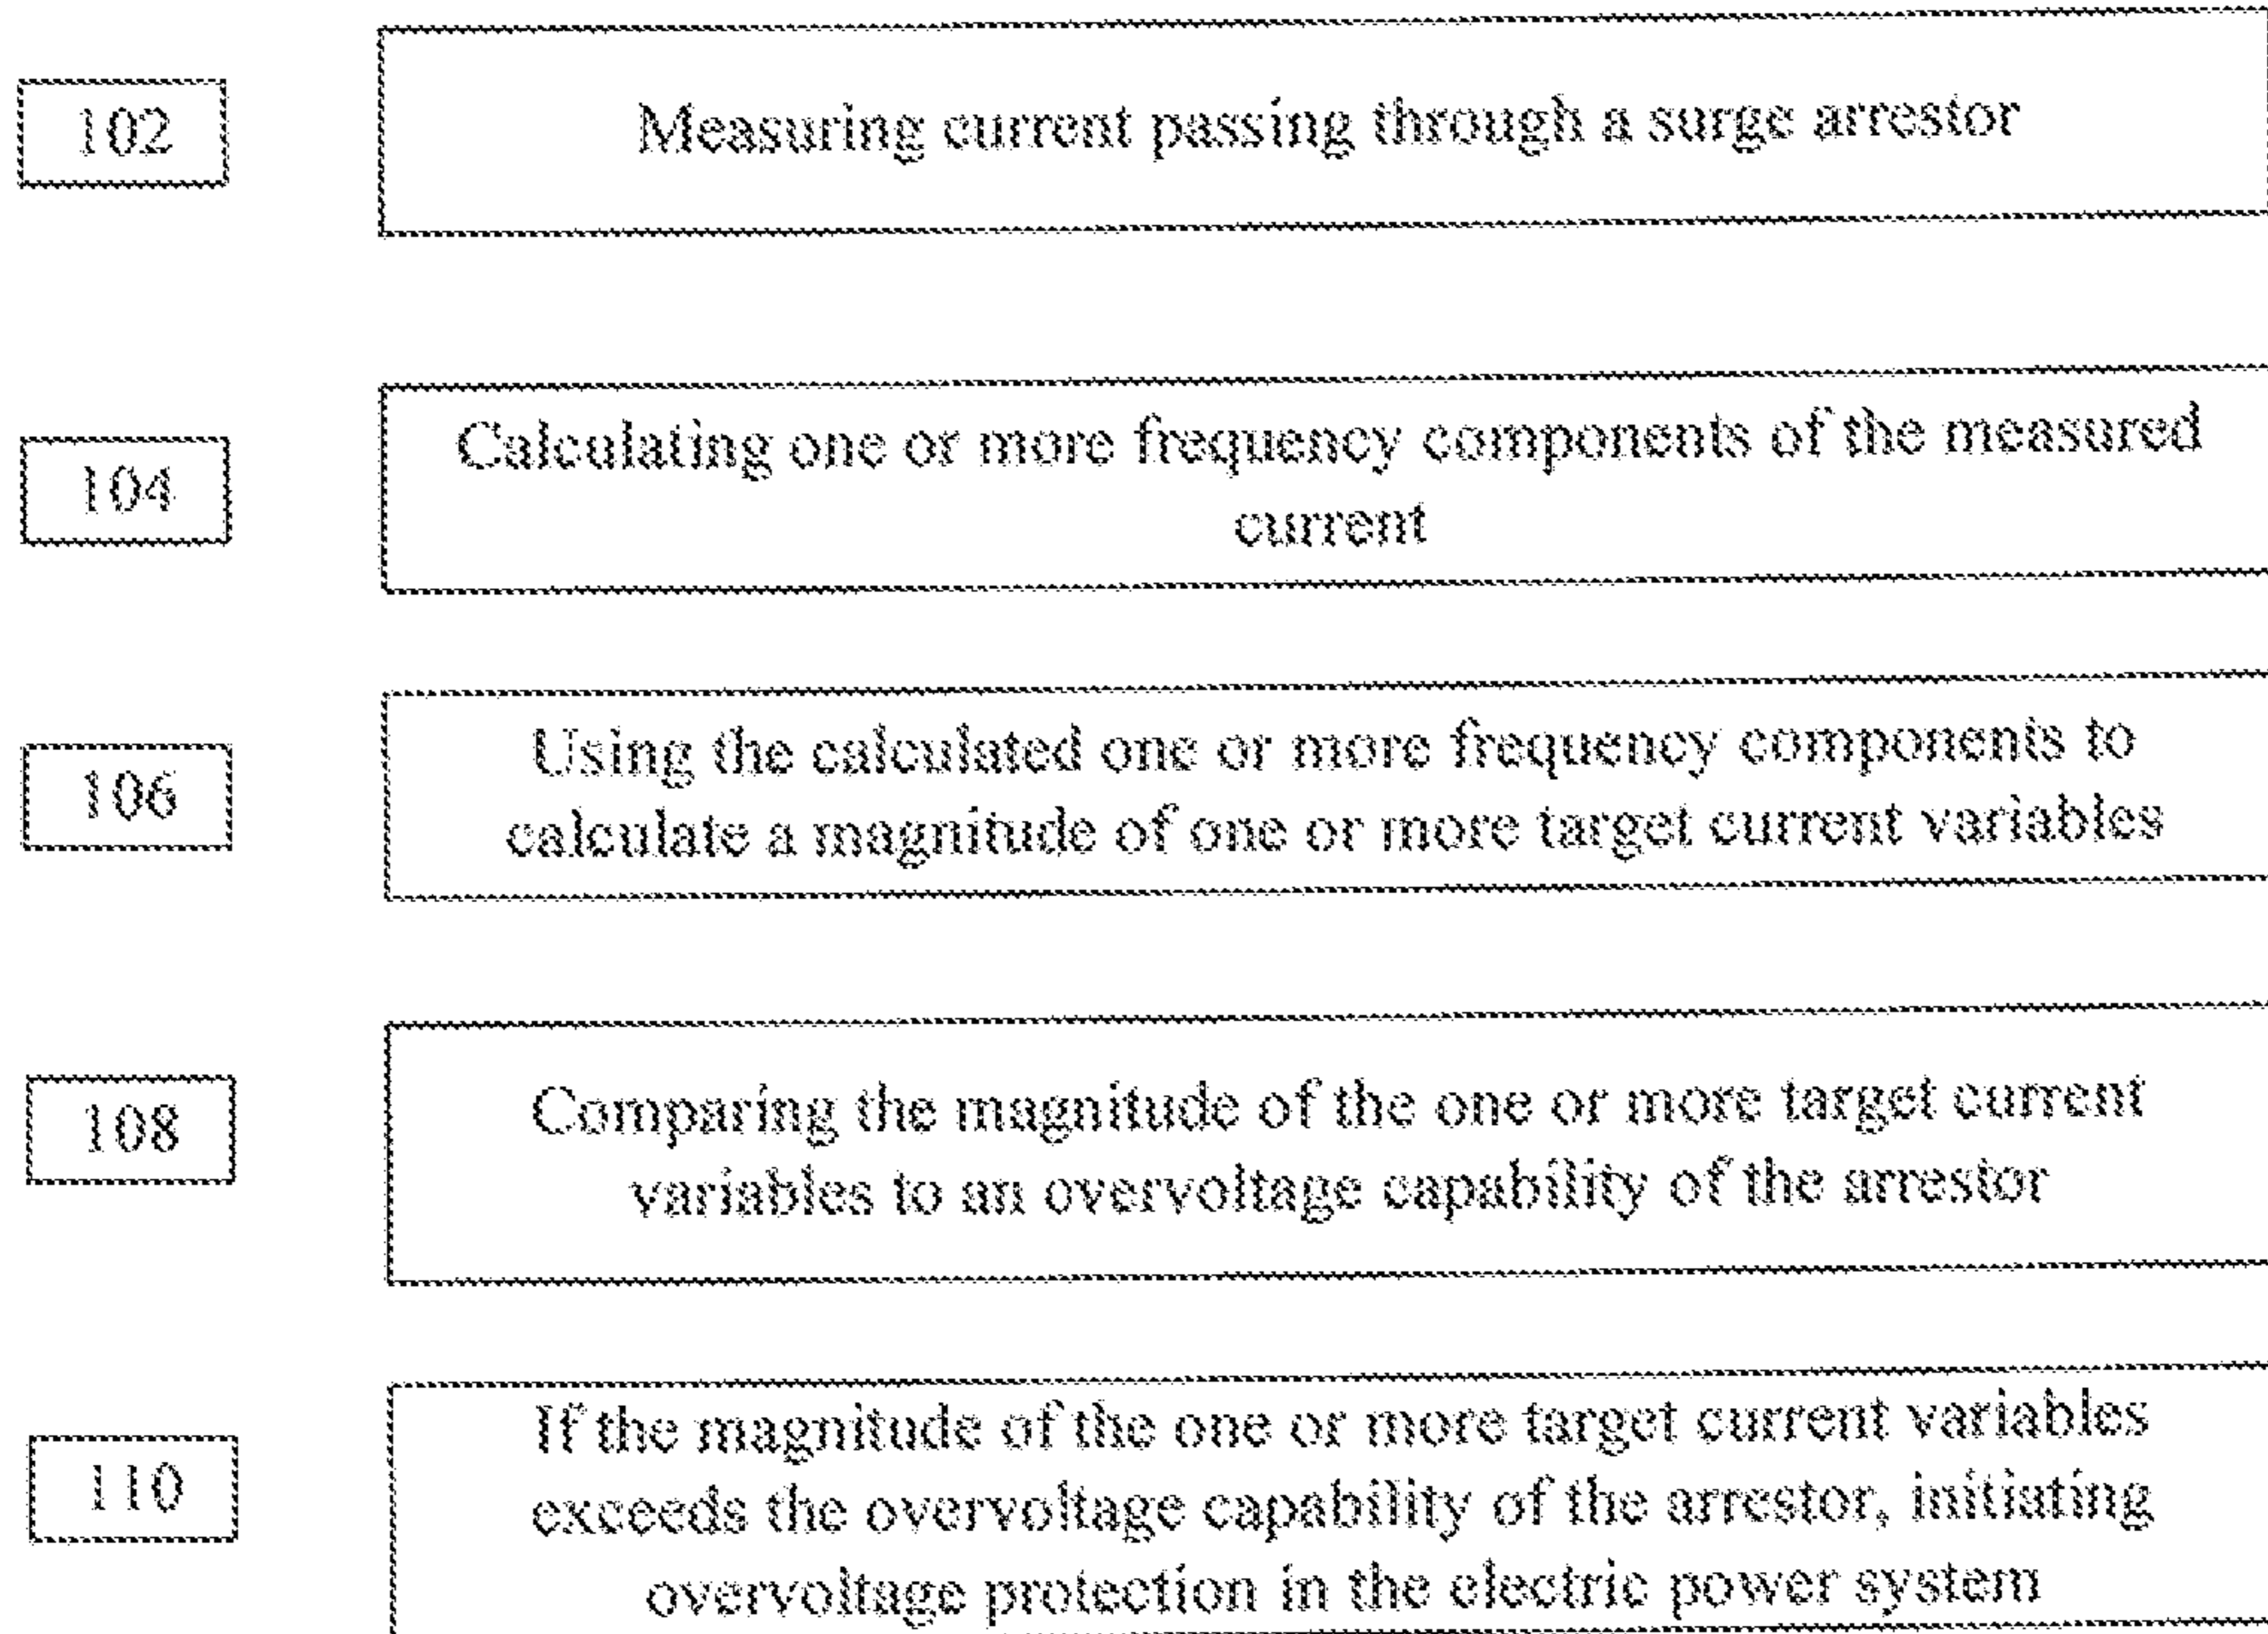 102
Measuring current passing through a surge arrestor
104
Calculating one or more frequency components of the measured
current
106
Using the calculated one or more frequency components to
calculate a magnitude of one or more target current variables
108
Comparing the magnitude of the one or more target current
variables to an overvoltage capability of the arrestor
110
If the magnitude of the one or more target current variables
exceeds the overvoltage capability of the arrestor, initiating
overvoltage protection in the electric power system